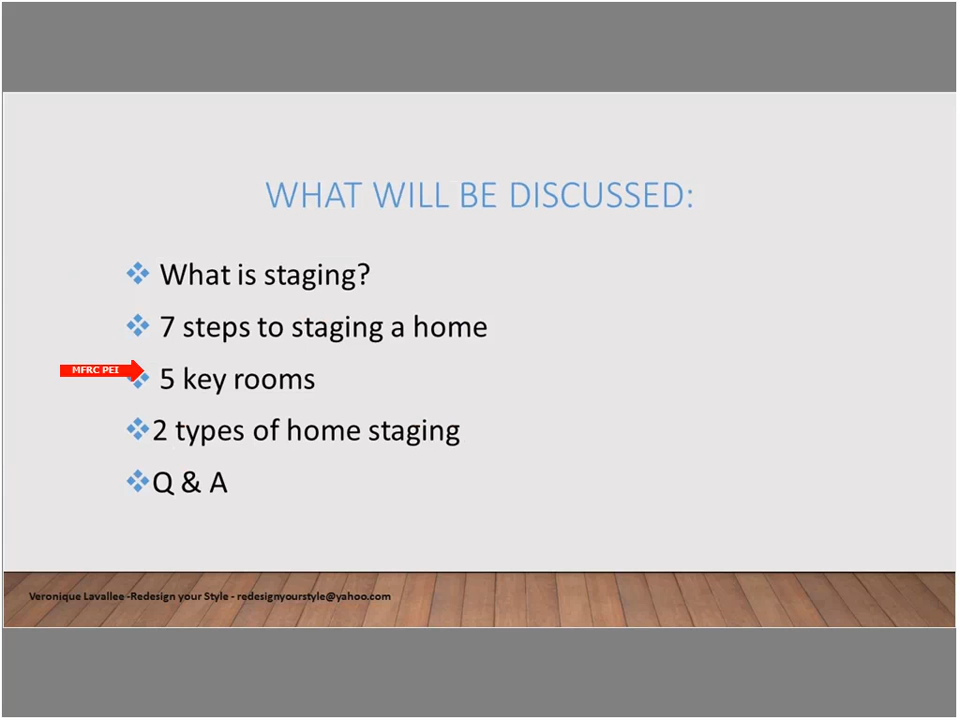 WHAT WILL BE DISCUSSED:
What is staging?
7 steps to staging a home
MFRC PEI
5 key rooms
2 types of home staging
Q & A
Veronique Lavallee -Redesign your Style - redesignyourstyle@yahoo.com